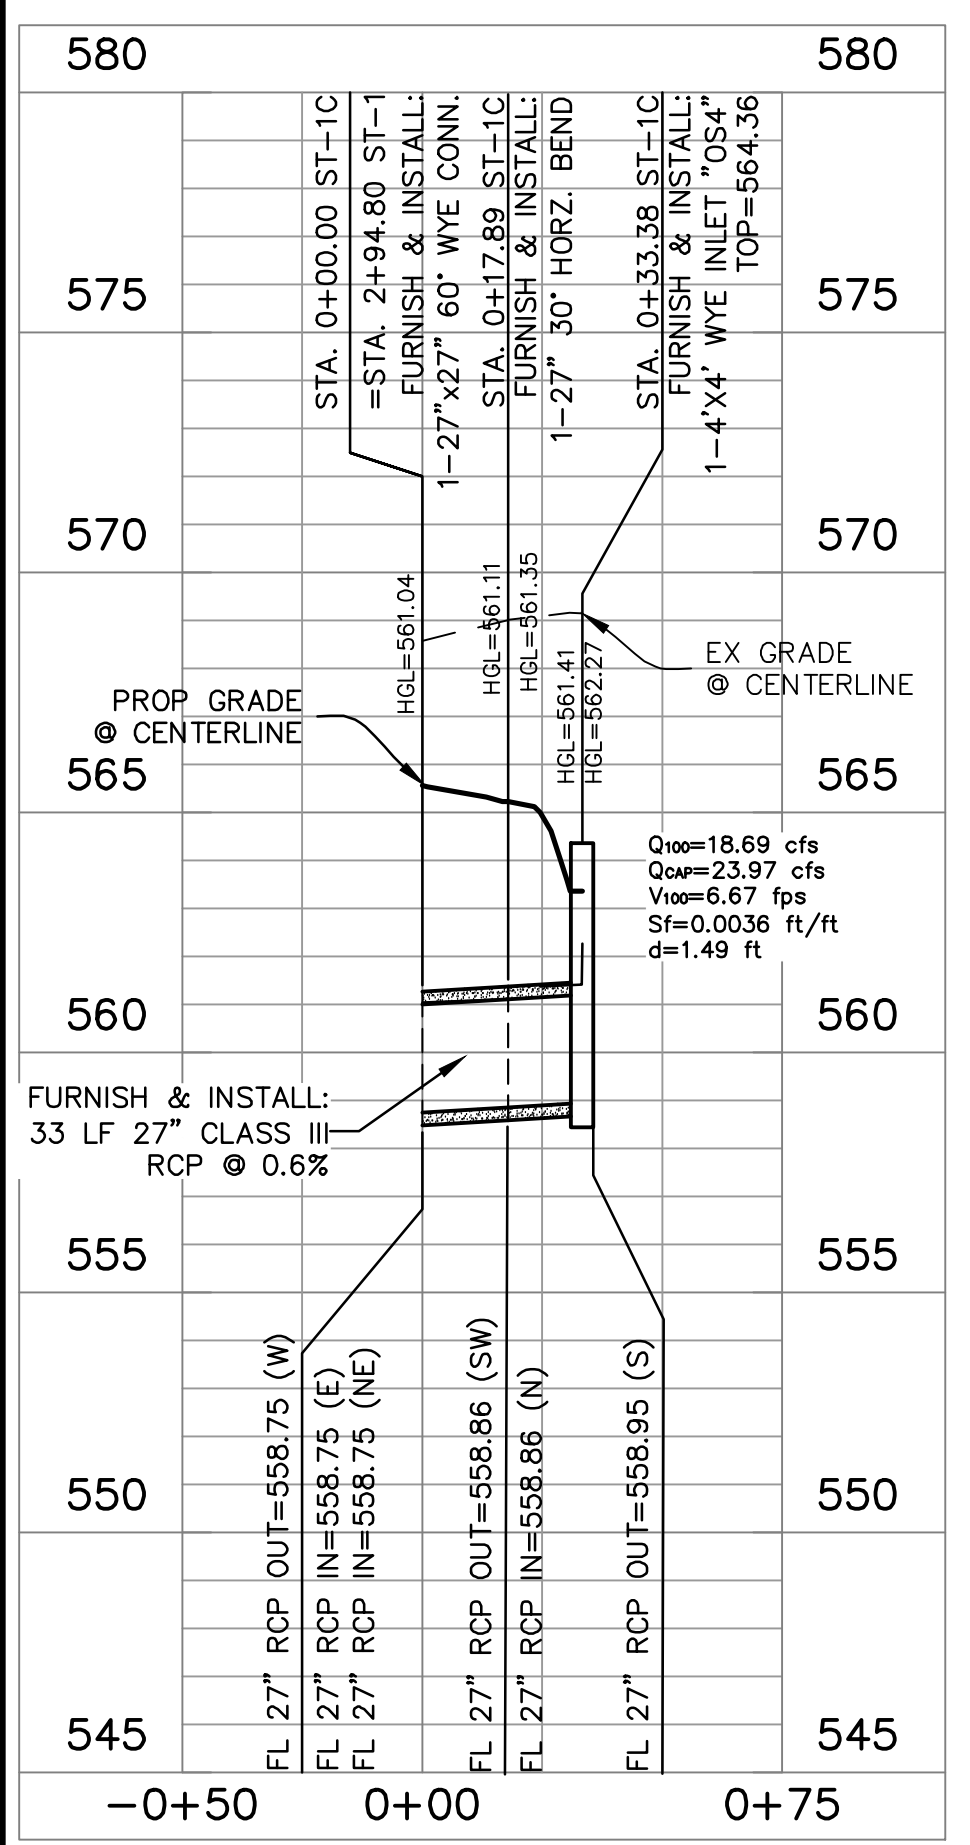 580
580
STA. 0+00.00 ST-1C
=STA. 2+94.80 ST-1
FURNISH & INSTALL:
1-27"x27" 60° WYE CONN.
STA. 0+17.89 ST-1C
FURNISH & INSTALL:
1-27" 30° HORZ. BEND
STA. 0+33.38 ST-1C
FURNISH & INSTALL:
1-4'X4' WYE INLET "OS4"
TOP=564.36
575
575
570
570
HGL=561.04
HGL=561.11
HGL=561.35
HGL=561.41
HGL=562.27
EX GRADE
@ CENTERLINE
PROP GRADE
@ CENTERLINE
565
565
Q100=18.69 cfs
QCAP=23.97 cfs
V100=6.67 fps
Sf=0.0036 ft/ft
d=1.49 ft
560
560
FURNISH & INSTALL:
33 LF 27" CLASS III
RCP @ 0.6%
555
555
FL 27" RCP OUT=558.75 (W)
FL 27" RCP IN=558.75 (E)
FL 27" RCP IN=558.75 (NE)
FL 27" RCP OUT=558.86 (SW)
FL 27" RCP IN=558.86 (N)
FL 27" RCP OUT=558.95 (S)
550
550
545
545
-0+50
0+00
0+75